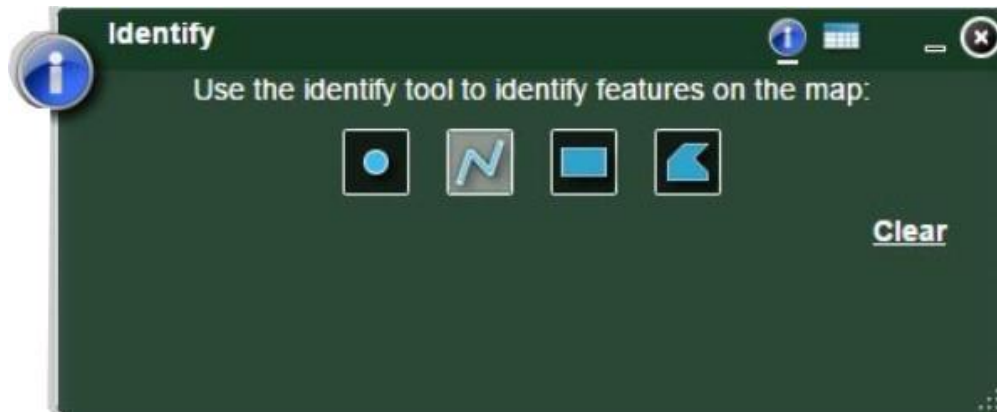 Identify
Use the identify tool to identify features on the map:
Clear